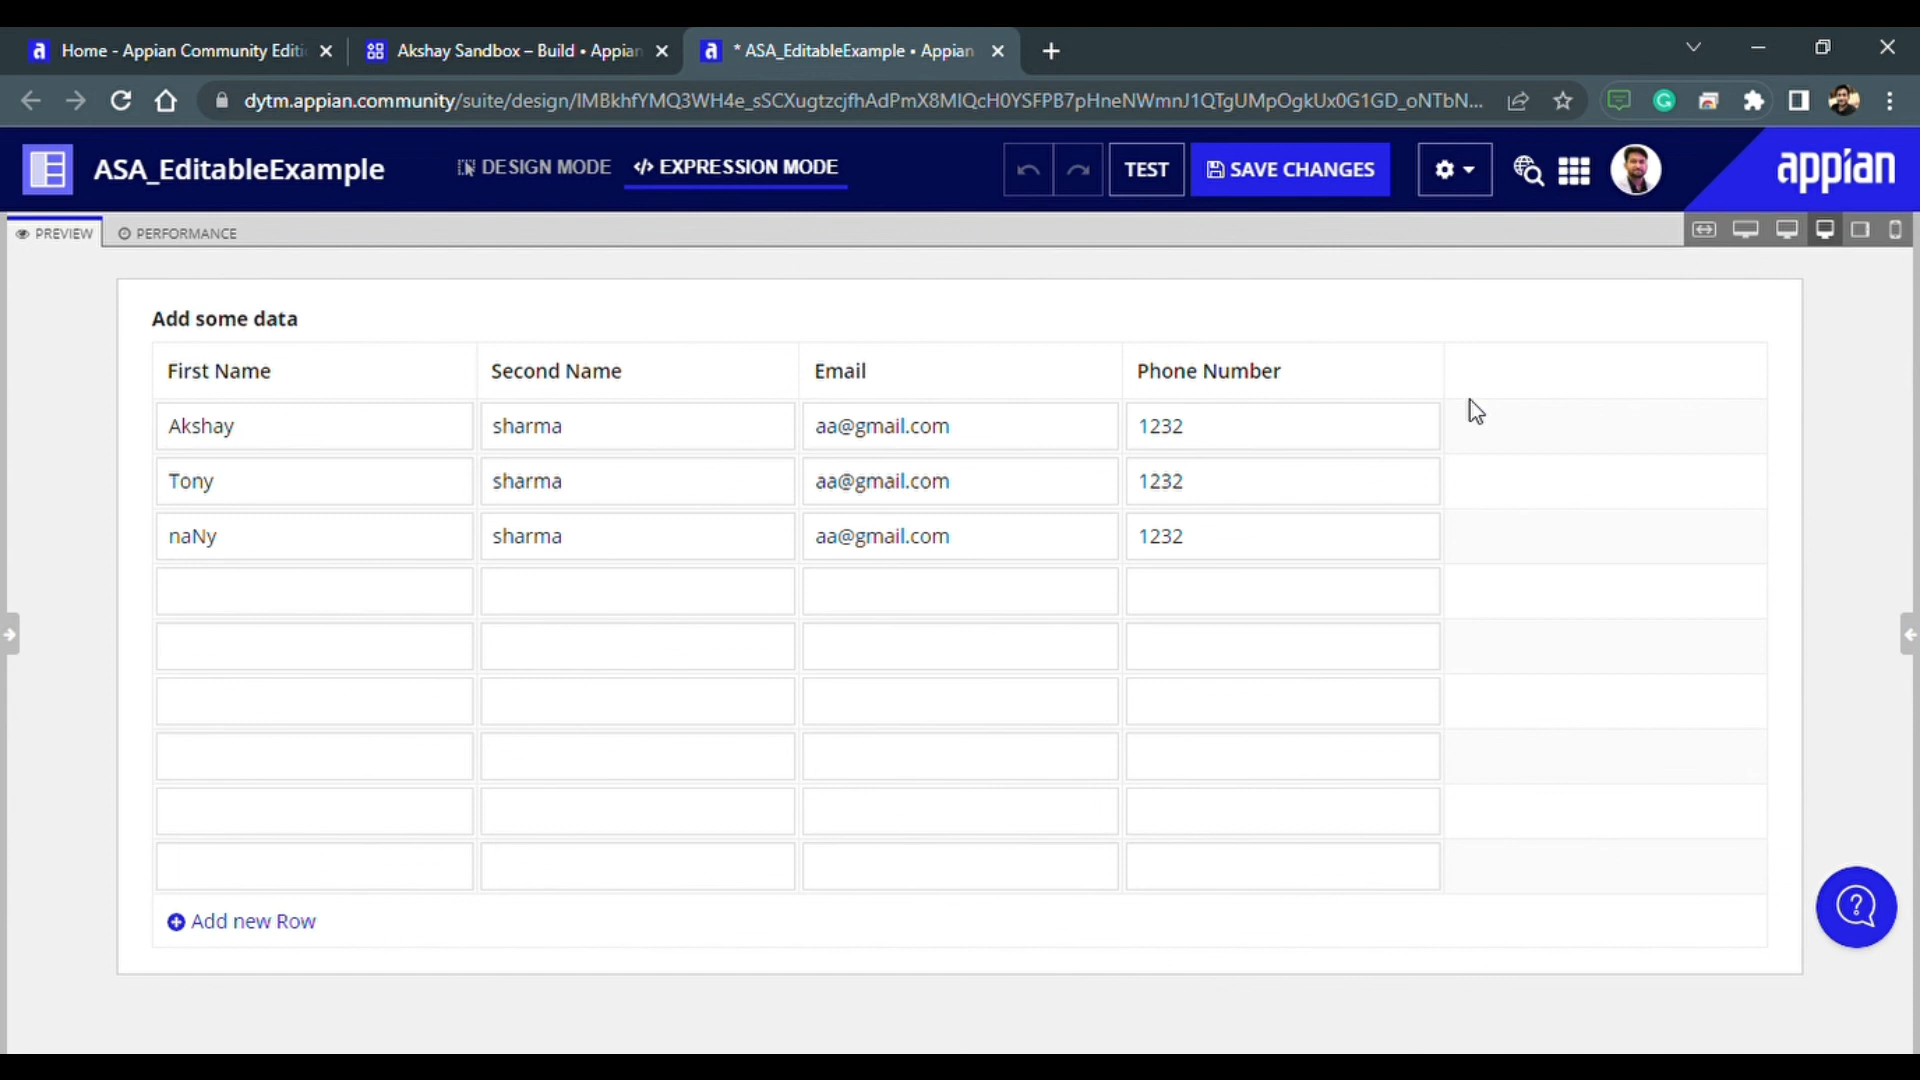 Home - Appian Community Editi
Akshay Sandbox – Build • Appian
* ASA_EditableExample • Appian
dytm.appian.community/suite/design/IMBkhfYMQ3WH4e_sSCXugtzcjfhAdPmX8MIQcH0YSFPB7pHneNWmnJ1QTgUMpOgkUx0G1GD_oNTbN...
ASA_EditableExample
DESIGN MODE
EXPRESSION MODE
TEST
SAVE CHANGES
appian
PREVIEW
PERFORMANCE
Add some data
First Name Second Name Email Phone Number
Akshay sharma aa@gmail.com 1232
Tony sharma aa@gmail.com 1232
naNy sharma aa@gmail.com 1232
Add new Row